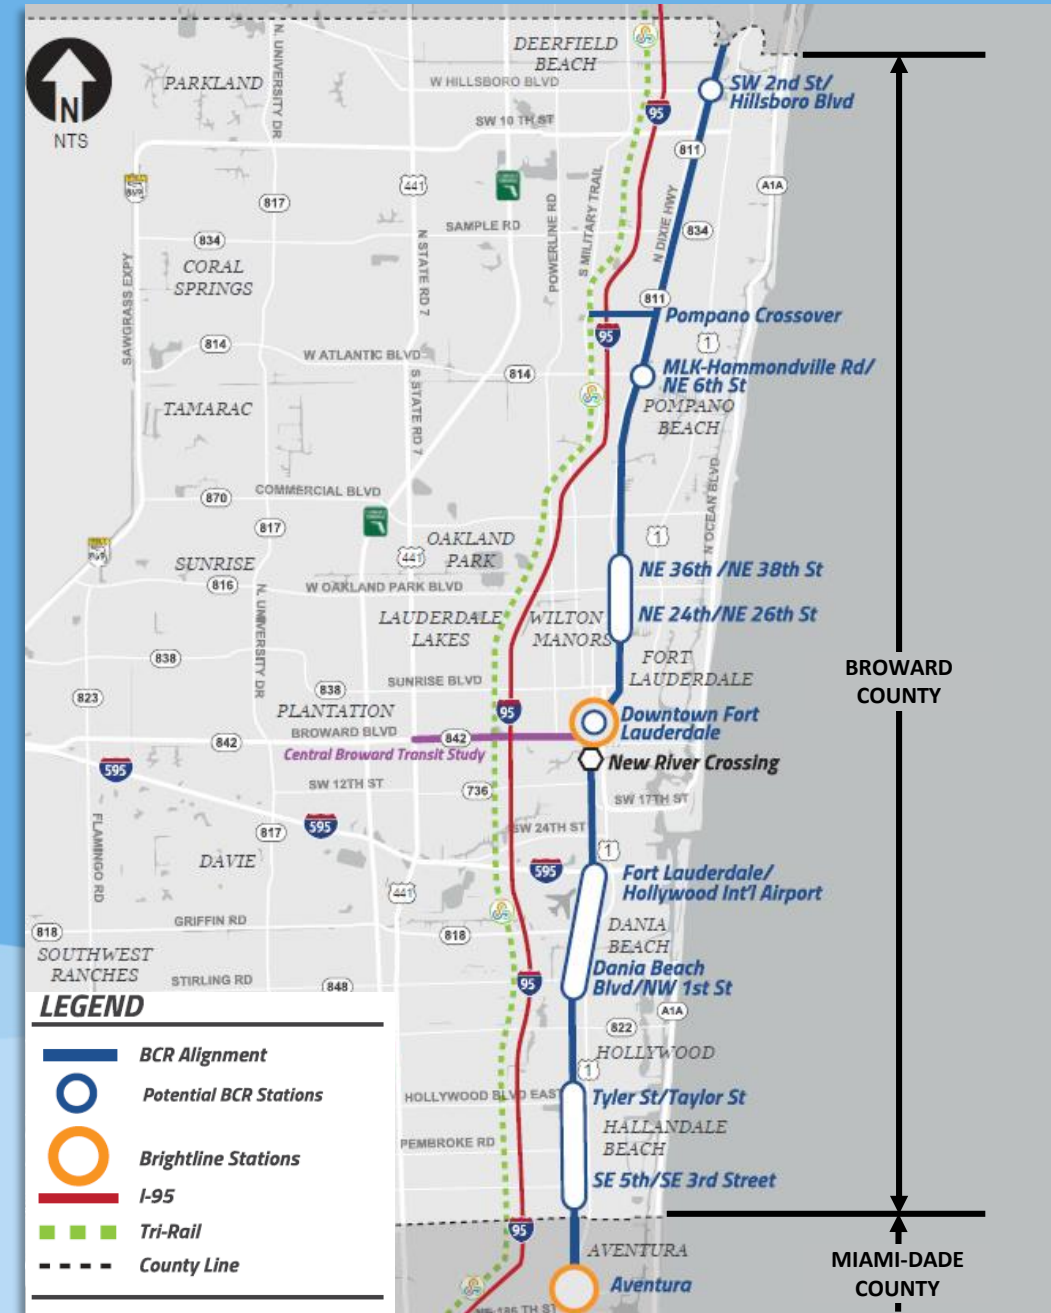 N
NTS
DEERFIELD
BEACH
PARKLAND
N. UNIVERSITY DR
W HILLSBORO BLVD
SW 2nd St/
Hillsboro Blvd
95
SW 10 TH ST
811
441
A1A
817
S MILITARY TRAIL
POWERLINE RD
N DIXIE HWY
SAMPLE RD
834
834
N STATE RD 7
CORAL
SPRINGS
SAWGRASS EXPY
811
Pompano Crossover
95
1
814
W ATLANTIC BLVD
814
MLK-Hammondville Rd/
NE 6th St
S STATE RD 7
TAMARAC
POMPANO
BEACH
N OCEAN BLVD
870
COMMERCIAL BLVD
817
1
OAKLAND
PARK
441
SUNRISE
816
W OAKLAND PARK BLVD
NE 36th /NE 38th St
N. UNIVERSITY DR
LAUDERDALE
LAKES
WILTON
MANORS
NE 24th/NE 26th St
838
FORT
LAUDERDALE
BROWARD
COUNTY
823
838
SUNRISE BLVD
PLANTATION
95
Downtown Fort
Lauderdale
BROWARD BLVD
842
842
Central Broward Transit Study
New River Crossing
595
SW 12TH ST
736
SW 17TH ST
FLAMINGO RD
817
595
SW 24TH ST
1
DAVIE
595
Fort Lauderdale/
Hollywood Int'l Airport
441
GRIFFIN RD
818
818
DANIA
BEACH
SOUTHWEST
RANCHES
STIRLING RD
848
95
Dania Beach
Blvd/NW 1st St
A1A
822
HOLLYWOOD
1
HOLLYWOOD BLVD EAST
Tyler St/Taylor St
PEMBROKE RD
HALLANDALE
BEACH
SE 5th/SE 3rd Street
95
AVENTURA
MIAMI-DADE
COUNTY
Aventura
NE 186 TH ST
LEGEND
BCR Alignment
Potential BCR Stations
Brightline Stations
I-95
Tri-Rail
County Line